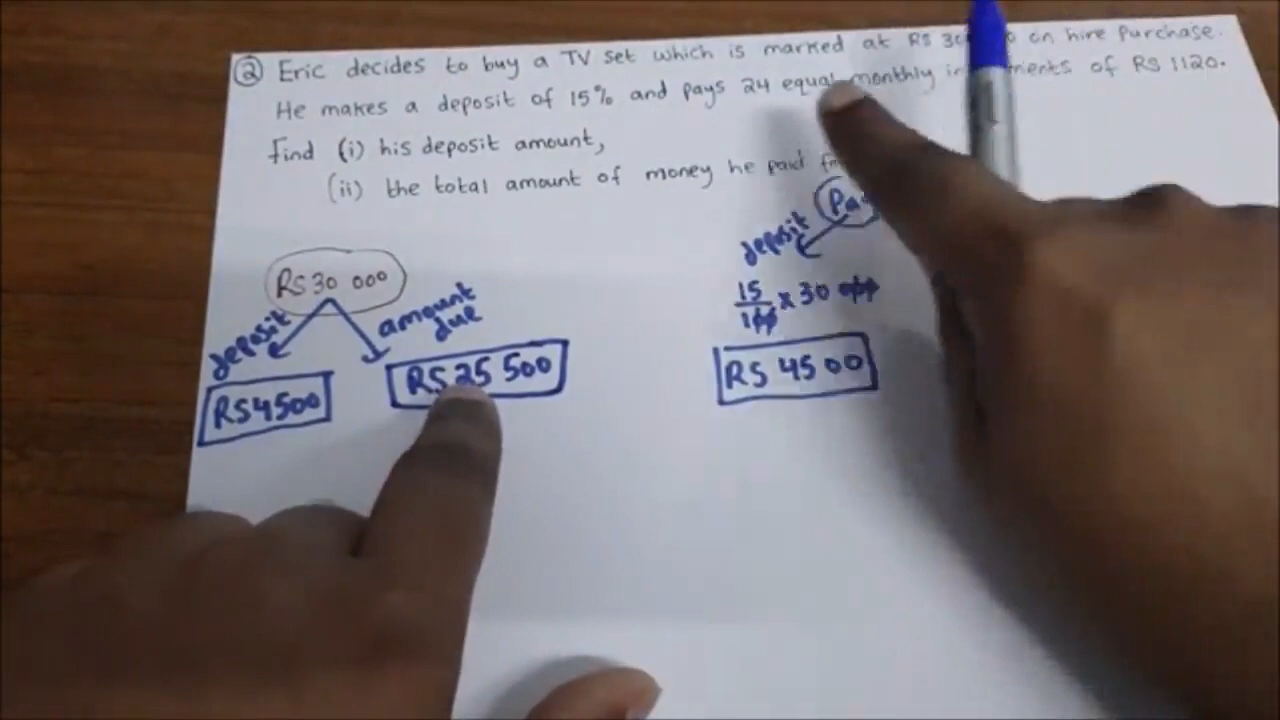 ② Eric decides to buy a TV set which is marked at RS on hire purchase.
He makes a deposit of 15% and pays 24 equal monthly of RS 1120.
Find (i) his deposit amount,
(ii) the total amount of money he paid
deposit
RS 30 000
deposit
amount
due
15/100 x 30 000
RS 4500
RS 25 500
RS 4500